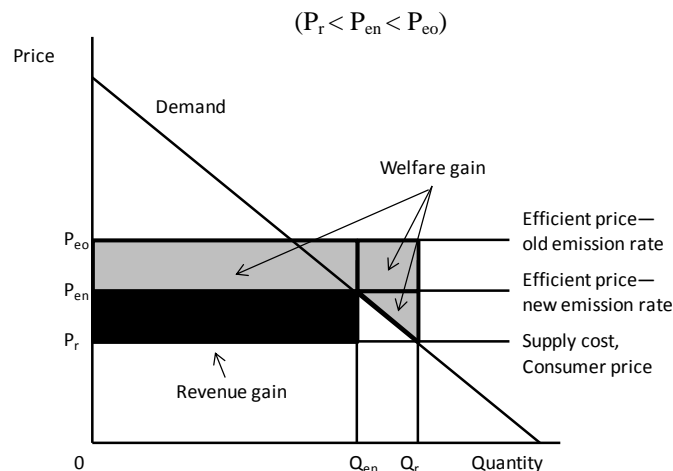 (Pr < Pen < Peo)
Price
Demand
Welfare gain
Peo
Efficient price—
old emission rate
Pen
Efficient price—
new emission rate
Pr
Supply cost,
Consumer price
Revenue gain
0
Qen
Qr
Quantity